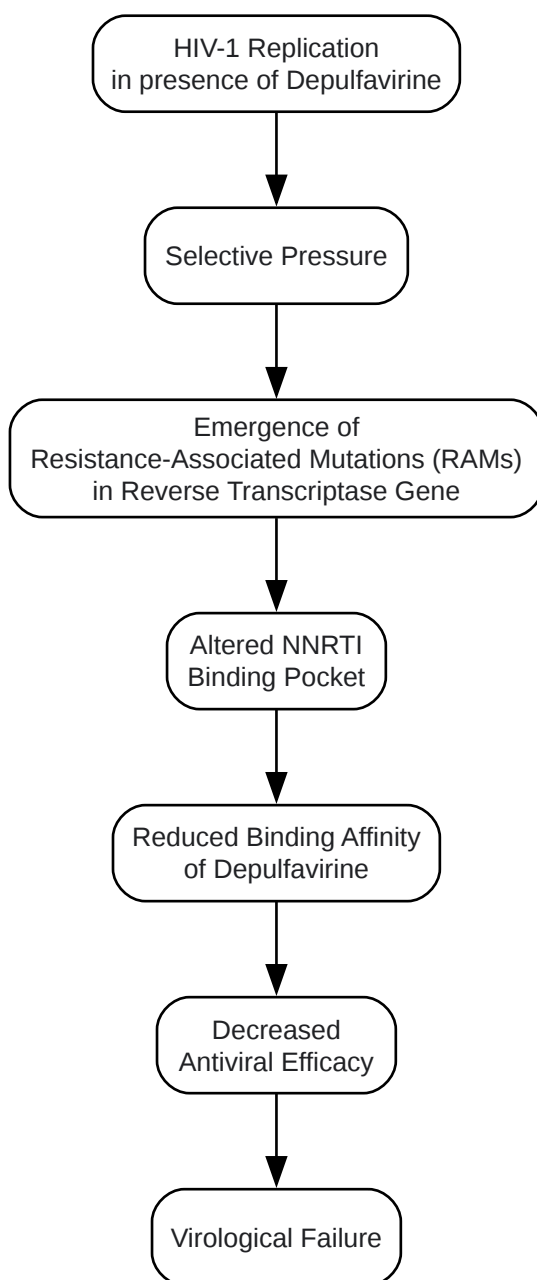 HIV-1 Replication
in presence of Depulfavirine
Selective Pressure
Emergence of
Resistance-Associated Mutations (RAMs)
in Reverse Transcriptase Gene
Altered NNRTI
Binding Pocket
Reduced Binding Affinity
of Depulfavirine
Decreased
Antiviral Efficacy
Virological Failure